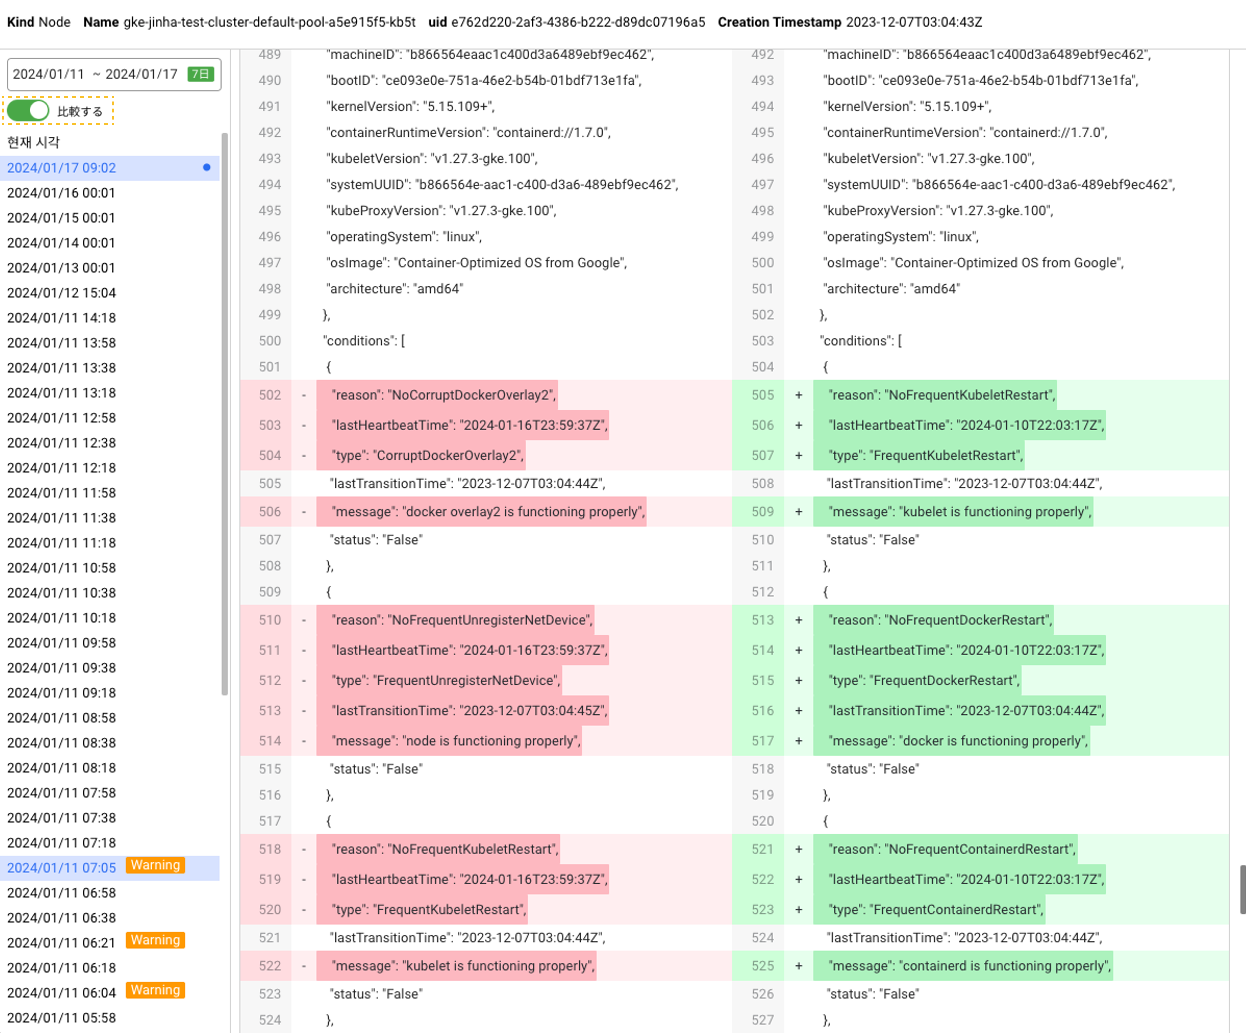 Kind Node Name gke-jinha-test-cluster-default-pool-a5e915f5-kb5t uid e762d220-2af3-4386-b222-d89dc07196a5 Creation Timestamp 2023-12-07T03:04:43Z
2024/01/11 ~ 2024/01/17 7日
比較する
현재 시각
2024/01/17 09:02
2024/01/16 00:01
2024/01/15 00:01
2024/01/14 00:01
2024/01/13 00:01
2024/01/12 15:04
2024/01/11 14:18
2024/01/11 13:58
2024/01/11 13:38
2024/01/11 13:18
2024/01/11 12:58
2024/01/11 12:38
2024/01/11 12:18
2024/01/11 11:58
2024/01/11 11:38
2024/01/11 11:18
2024/01/11 10:58
2024/01/11 10:38
2024/01/11 10:18
2024/01/11 09:58
2024/01/11 09:38
2024/01/11 09:18
2024/01/11 08:58
2024/01/11 08:38
2024/01/11 08:18
2024/01/11 07:58
2024/01/11 07:38
2024/01/11 07:18
2024/01/11 07:05 Warning
2024/01/11 06:58
2024/01/11 06:38
2024/01/11 06:21 Warning
2024/01/11 06:18
2024/01/11 06:04 Warning
2024/01/11 05:58
489 "machineID": "b866564eaac1c400d3a6489ebf9ec462",
490 "bootID": "ce093e0e-751a-46e2-b54b-01bdf713e1fa",
491 "kernelVersion": "5.15.109+",
492 "containerRuntimeVersion": "containerd://1.7.0",
493 "kubeletVersion": "v1.27.3-gke.100",
494 "systemUUID": "b866564e-aac1-c400-d3a6-489ebf9ec462",
495 "kubeProxyVersion": "v1.27.3-gke.100",
496 "operatingSystem": "linux",
497 "osImage": "Container-Optimized OS from Google",
498 "architecture": "amd64"
499 },
500 "conditions": [
501 {
502 - "reason": "NoCorruptDockerOverlay2",
503 - "lastHeartbeatTime": "2024-01-16T23:59:37Z",
504 - "type": "CorruptDockerOverlay2",
505 "lastTransitionTime": "2023-12-07T03:04:44Z",
506 - "message": "docker overlay2 is functioning properly",
507 "status": "False"
508 },
509 {
510 - "reason": "NoFrequentUnregisterNetDevice",
511 - "lastHeartbeatTime": "2024-01-16T23:59:37Z",
512 - "type": "FrequentUnregisterNetDevice",
513 - "lastTransitionTime": "2023-12-07T03:04:45Z",
514 - "message": "node is functioning properly",
515 "status": "False"
516 },
517 {
518 - "reason": "NoFrequentKubeletRestart",
519 - "lastHeartbeatTime": "2024-01-16T23:59:37Z",
520 - "type": "FrequentKubeletRestart",
521 "lastTransitionTime": "2023-12-07T03:04:44Z",
522 - "message": "kubelet is functioning properly",
523 "status": "False"
524 },
492 "machineID": "b866564eaac1c400d3a6489ebf9ec462",
493 "bootID": "ce093e0e-751a-46e2-b54b-01bdf713e1fa",
494 "kernelVersion": "5.15.109+",
495 "containerRuntimeVersion": "containerd://1.7.0",
496 "kubeletVersion": "v1.27.3-gke.100",
497 "systemUUID": "b866564e-aac1-c400-d3a6-489ebf9ec462",
498 "kubeProxyVersion": "v1.27.3-gke.100",
499 "operatingSystem": "linux",
500 "osImage": "Container-Optimized OS from Google",
501 "architecture": "amd64"
502 },
503 "conditions": [
504 {
505 + "reason": "NoFrequentKubeletRestart",
506 + "lastHeartbeatTime": "2024-01-10T22:03:17Z",
507 + "type": "FrequentKubeletRestart",
508 "lastTransitionTime": "2023-12-07T03:04:44Z",
509 + "message": "kubelet is functioning properly",
510 "status": "False"
511 },
512 {
513 + "reason": "NoFrequentDockerRestart",
514 + "lastHeartbeatTime": "2024-01-10T22:03:17Z",
515 + "type": "FrequentDockerRestart",
516 + "lastTransitionTime": "2023-12-07T03:04:44Z",
517 + "message": "docker is functioning properly",
518 "status": "False"
519 },
520 {
521 + "reason": "NoFrequentContainerdRestart",
522 + "lastHeartbeatTime": "2024-01-10T22:03:17Z",
523 + "type": "FrequentContainerdRestart",
524 "lastTransitionTime": "2023-12-07T03:04:44Z",
525 + "message": "containerd is functioning properly",
526 "status": "False"
527 },